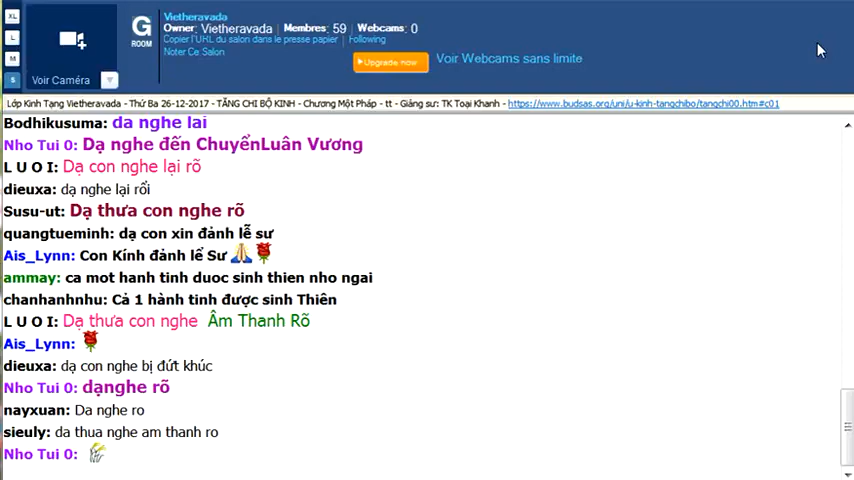 XL
L
M
S
Voir Caméra
G
ROOM
Vietheravada
Owner: Vietheravada Membres: 59 Webcams: 0
Copier l'URL du salon dans le presse papier Following
Noter Ce Salon
Upgrade now
Voir Webcams sans limite
Lớp Kinh Tạng Vietheravada - Thứ Ba 26-12-2017 - TĂNG CHI BỘ KINH - Chương Một Pháp - tt - Giảng sư: TK Toại Khanh - https://www.budsas.org/uni/u-kinh-tangchibo/tangchi00.htm#c01
Bodhikusuma: da nghe lai
Nho Tui 0: Dạ nghe đến ChuyểnLuân Vương
L U O I: Dạ con nghe lại rõ
dieuxa: dạ nghe lại rổi
Susu-ut: Dạ thưa con nghe rõ
quangtueminh: dạ con xin đảnh lễ sư
Ais_Lynn: Con Kính đảnh lể Sư
ammay: ca mot hanh tinh duoc sinh thien nho ngai
chanhanhnhu: Cả 1 hành tinh được sinh Thiên
L U O I: Dạ thưa con nghe Âm Thanh Rõ
Ais_Lynn:
dieuxa: dạ con nghe bị đứt khúc
Nho Tui 0: dạnghe rõ
nayxuan: Da nghe ro
sieuly: da thua nghe am thanh ro
Nho Tui 0: